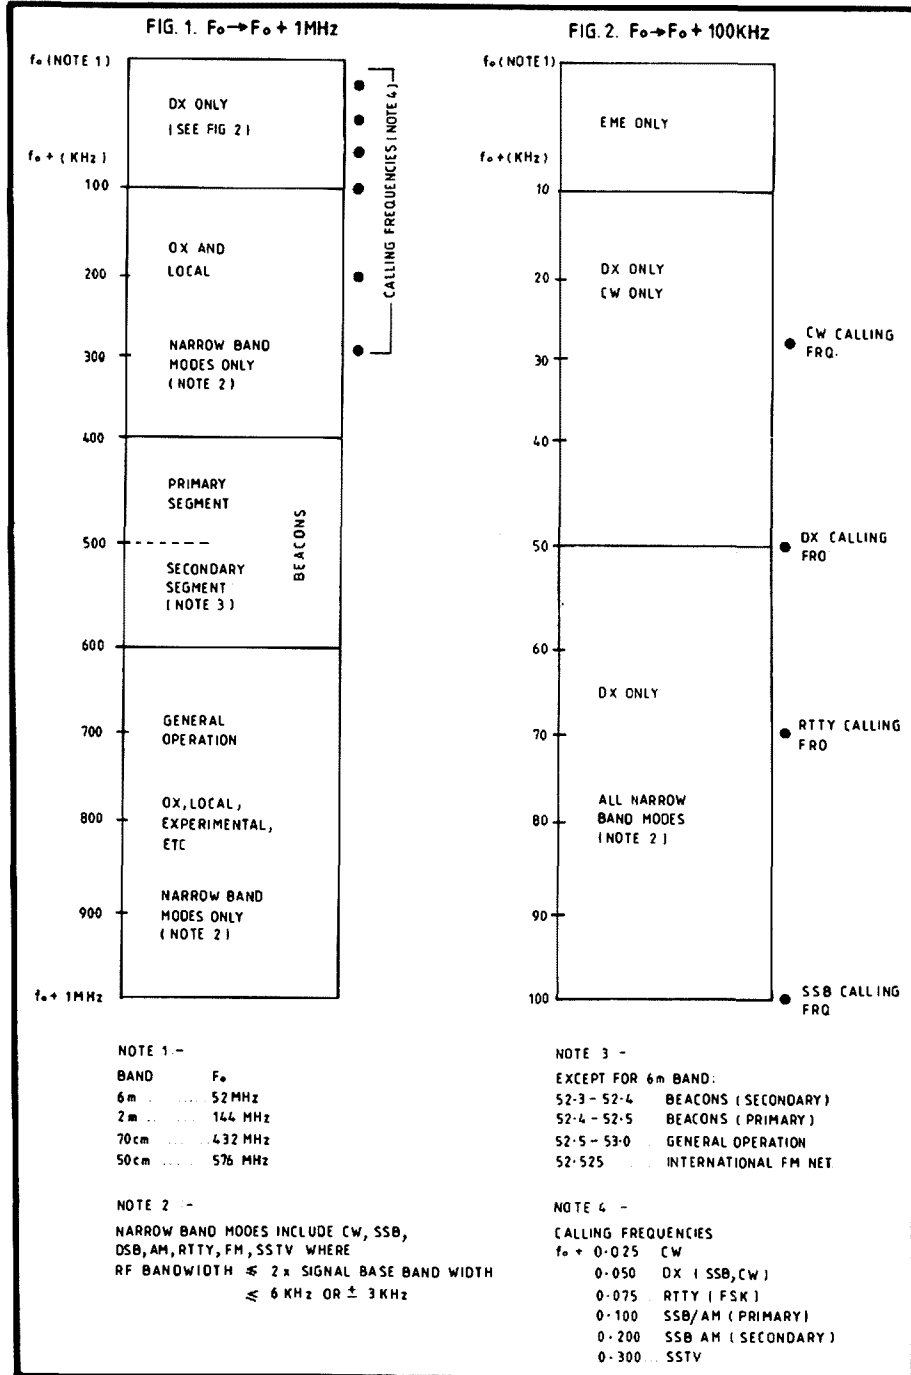 FIG. 1. Fo→Fo + 1MHz
fo (NOTE 1)
DX ONLY
(SEE FIG 2)
fo + (KHz)
100
OX AND
LOCAL
200
NARROW BAND
MODES ONLY
(NOTE 2)
300
400
PRIMARY
SEGMENT
500
SECONDARY
SEGMENT
(NOTE 3)
BEACONS
600
GENERAL
OPERATION
700
OX, LOCAL,
EXPERIMENTAL,
ETC
800
NARROW BAND
MODES ONLY
(NOTE 2)
900
fo + 1MHz
CALLING FREQUENCIES (NOTE 4)
FIG. 2. Fo→Fo + 100KHz
fo (NOTE 1)
EME ONLY
fo + (KHz)
10
DX ONLY
CW ONLY
20
30
CW CALLING
FRQ.
40
50
DX CALLING
FRO
60
DX ONLY
70
RTTY CALLING
FRO
ALL NARROW
BAND MODES
(NOTE 2)
80
90
100
SSB CALLING
FRQ
NOTE 1 -
BAND Fo
6m . ..... 52 MHz
2m .. .... 144 MHz
70cm .... ..432 MHz
50cm .... .. 576 MHz
NOTE 2 :-
NARROW BAND MODES INCLUDE CW, SSB,
DSB, AM, RTTY, FM, SSTV WHERE
RF BANDWIDTH ≤ 2 x SIGNAL BASE BAND WIDTH
≤ 6 KHz OR ± 3 KHz
NOTE 3 -
EXCEPT FOR 6m BAND:
52·3 - 52·4 BEACONS (SECONDARY)
52·4 - 52·5 BEACONS (PRIMARY)
52·5 - 53·0 . GENERAL OPERATION
52·525 . . INTERNATIONAL FM NET
NOTE 4 -
CALLING FREQUENCIES
fo + 0·025 CW
0·050 DX (SSB, CW)
0·075 RTTY (FSK)
0·100 SSB/AM (PRIMARY)
0·200 SSB AM (SECONDARY)
0·300 ... SSTV